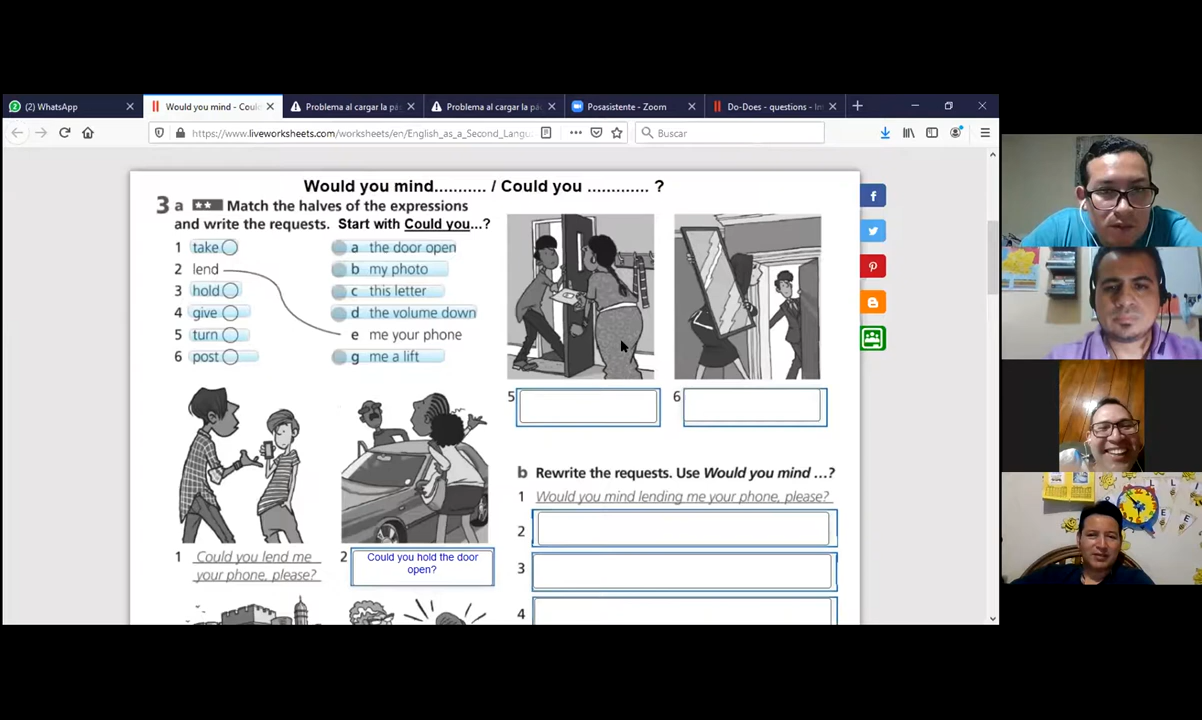 (2) WhatsApp
Would you mind - Coul
Problema al cargar la pá
Problema al cargar la pá
Posasistente - Zoom
Do-Does - questions - Int
https://www.liveworksheets.com/worksheets/en/English_as_a_Second_Langu
Buscar
Would you mind.......... / Could you ............. ?
3 a ★★ Match the halves of the expressions
and write the requests. Start with Could you...?
1 take
a the door open
2 lend
b my photo
3 hold
c this letter
4 give
d the volume down
5 turn
e me your phone
6 post
g me a lift
5
6
b Rewrite the requests. Use Would you mind ...?
1 Would you mind lending me your phone, please?
2
3
4
1 Could you lend me
your phone, please?
2 Could you hold the door
open?